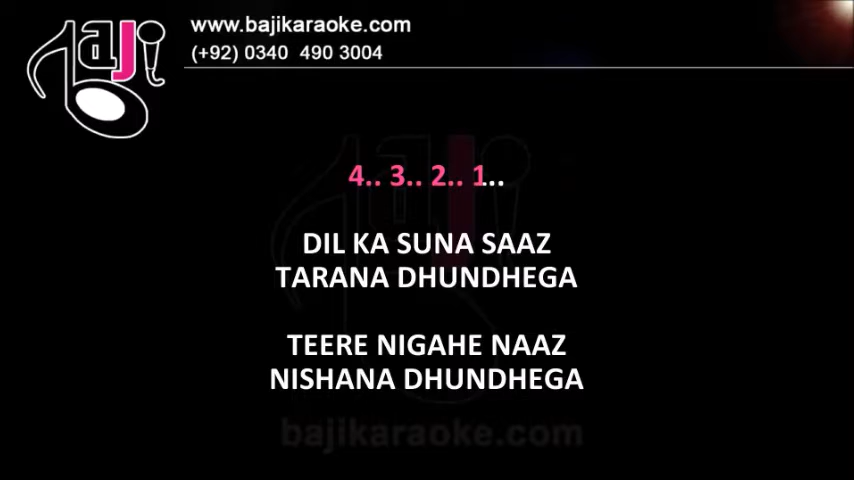 www.bajikaraoke.com
(+92) 0340 490 3004
aJi
4.. 3.. 2.. 1...
DIL KA SUNA SAAZ
TARANA DHUNDHEGA
TEERE NIGAHE NAAZ
NISHANA DHUNDHEGA
bajikaraoke.com